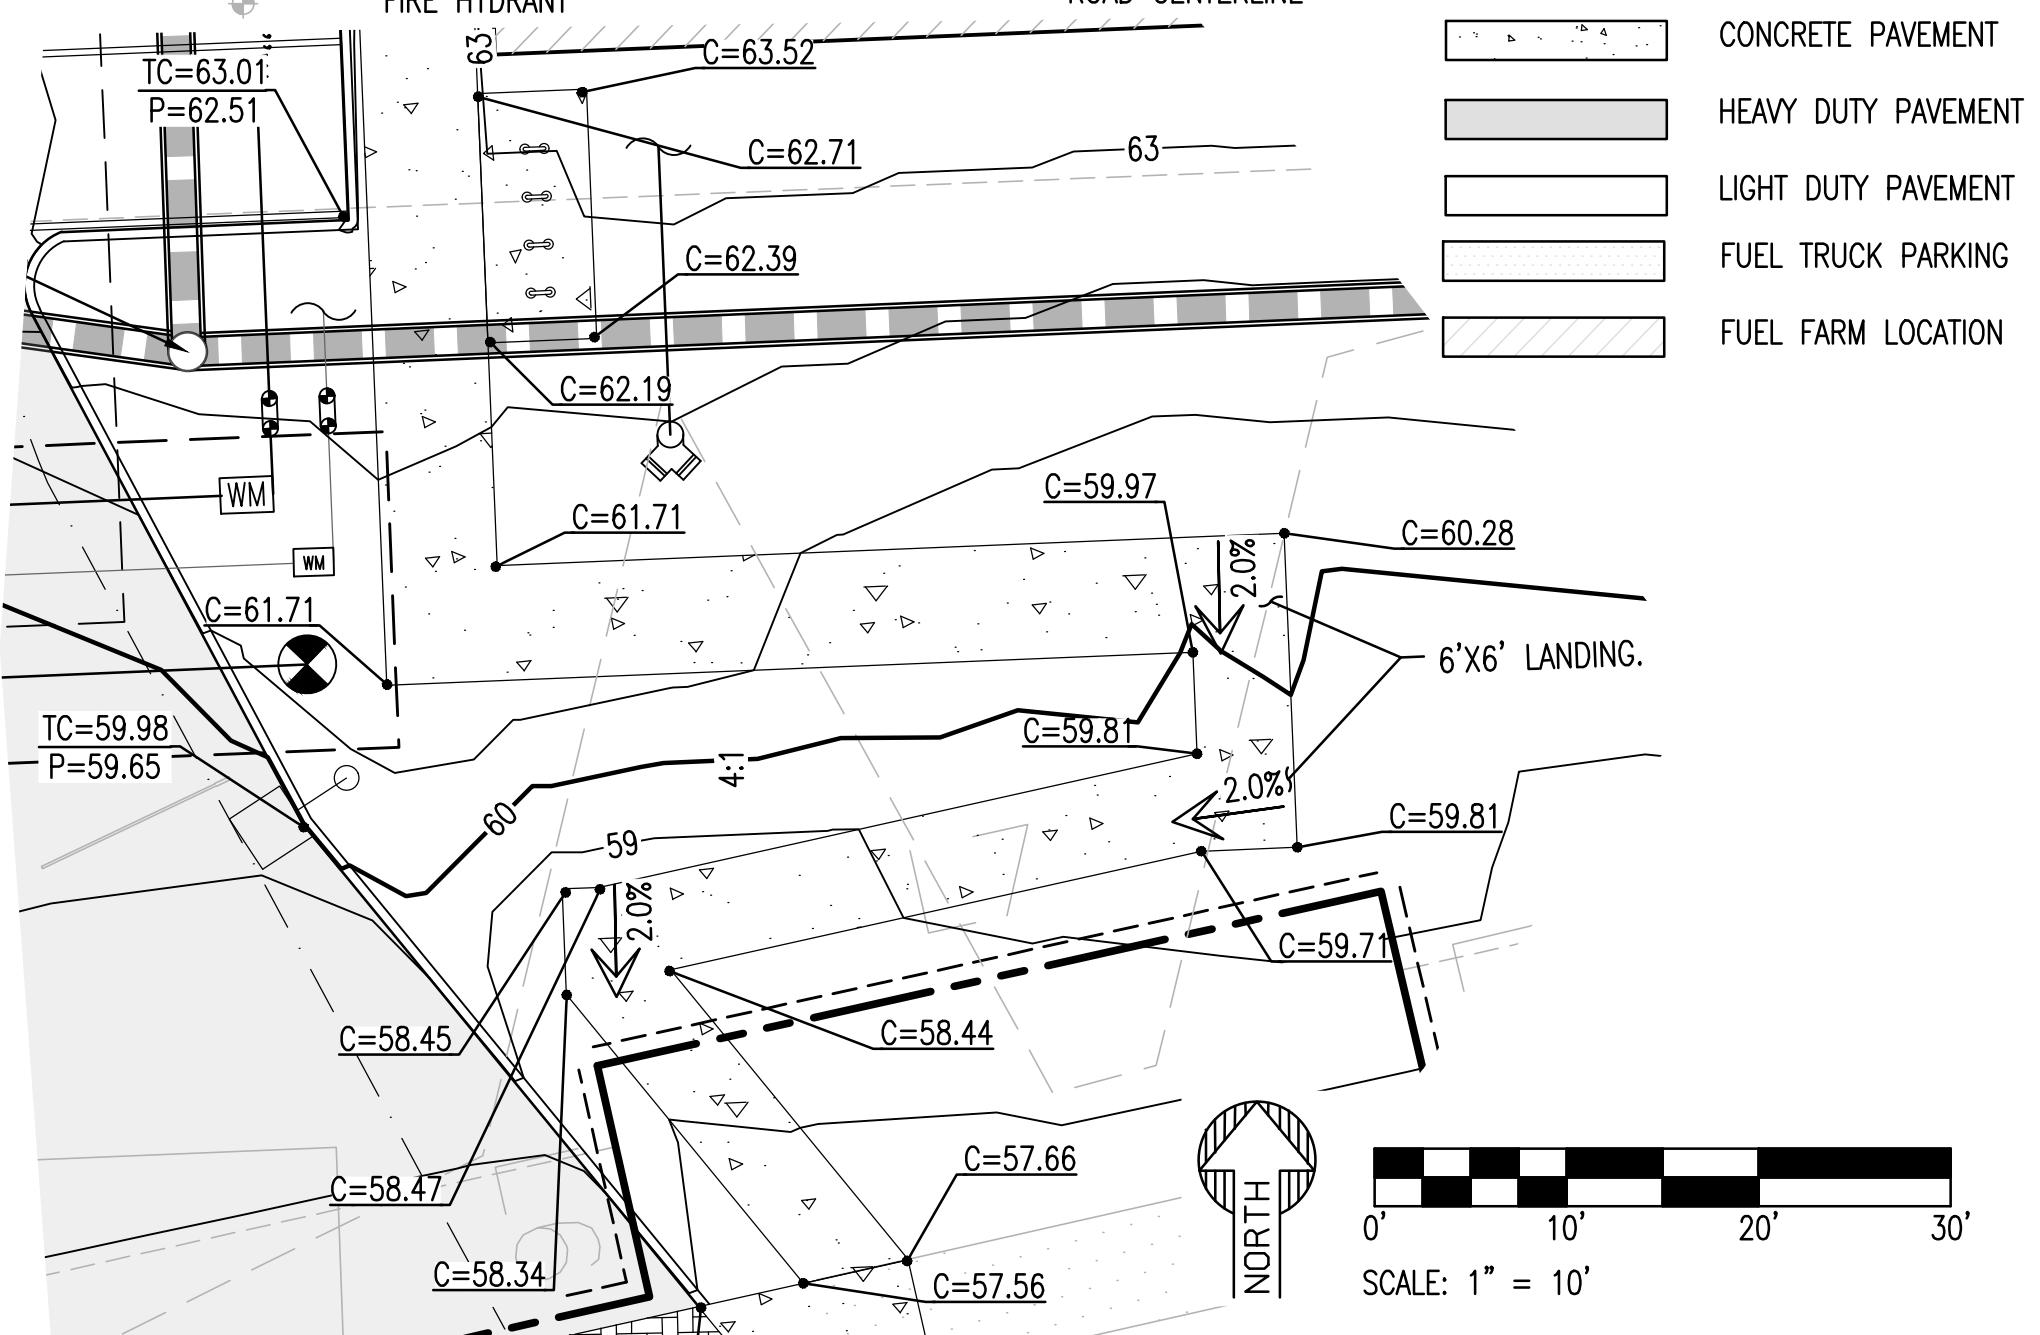 FIRE HYDRANT
ROAD CENTERLINE
CONCRETE PAVEMENT
HEAVY DUTY PAVEMENT
LIGHT DUTY PAVEMENT
FUEL TRUCK PARKING
FUEL FARM LOCATION
63
C=63.52
TC=63.01
P=62.51
C=62.71
63
C=62.39
C=62.19
WM
C=59.97
C=61.71
C=60.28
2.0%
WM
C=61.71
6'X6' LANDING.
TC=59.98
P=59.65
C=59.81
4:1
2.0%
60
59
C=59.81
2.0%
C=59.71
C=58.45
C=58.44
C=57.66
C=58.47
C=58.34
C=57.56
NORTH
0' 10' 20' 30'
SCALE: 1" = 10'